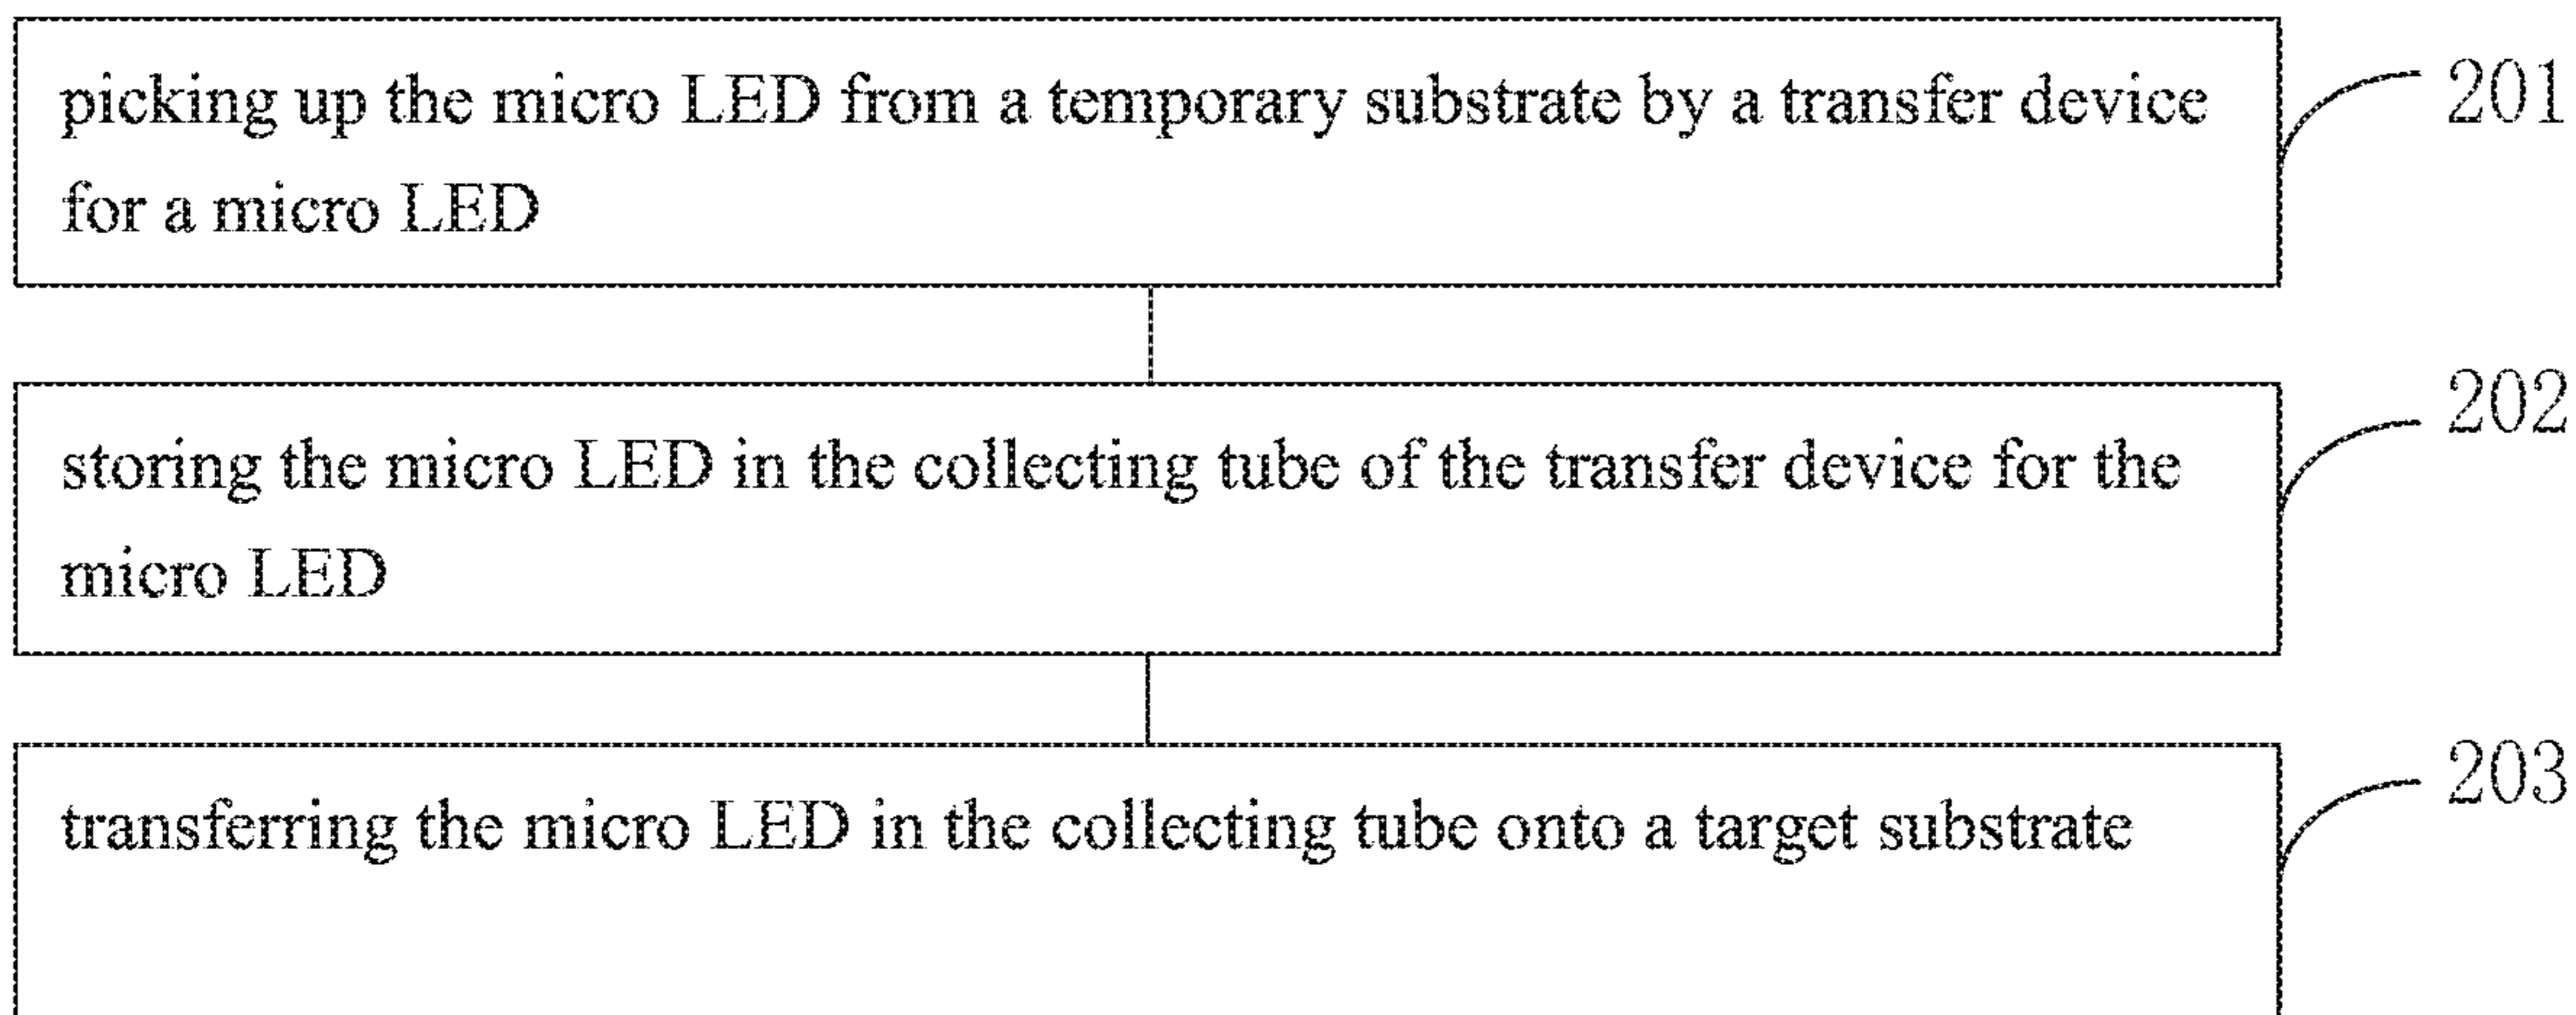 picking up the micro LED from a temporary substrate by a transfer device
for a micro LED
201
storing the micro LED in the collecting tube of the transfer device for the
micro LED
202
transferring the micro LED in the collecting tube onto a target substrate
203